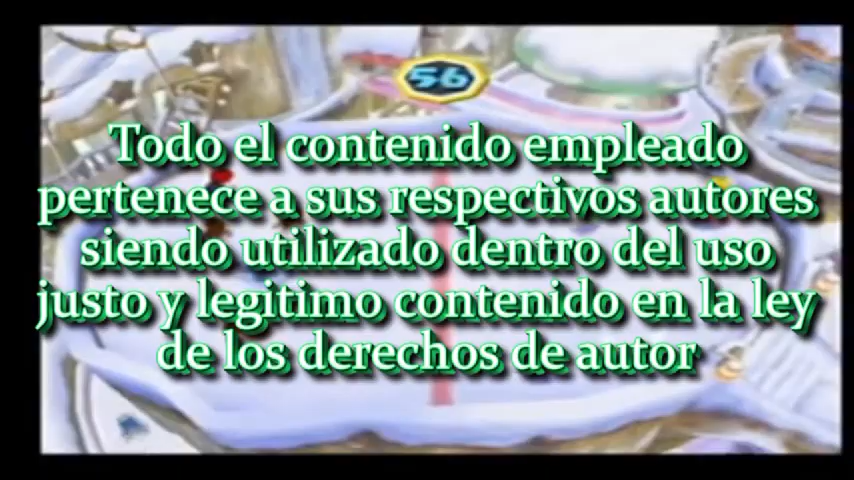 56
Todo el contenido empleado
pertenece a sus respectivos autores
siendo utilizado dentro del uso
justo y legitimo contenido en la ley
de los derechos de autor